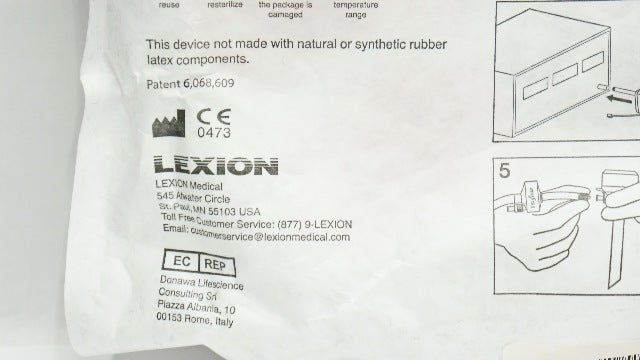 reuse resterilize the package is temperature
damaged range
This device not made with natural or synthetic rubber
latex components.
Patent 6,068,609
CE
0473
LEXION
LEXION Medical
545 Atwater Circle
St. Paul, MN 55103 USA
Toll Free Customer Service: (877) 9-LEXION
Email: customerservice@lexionmedical.com
EC REP
Donawa Lifescience
Consulting Srl
Piazza Albania, 10
00153 Rome, Italy
5